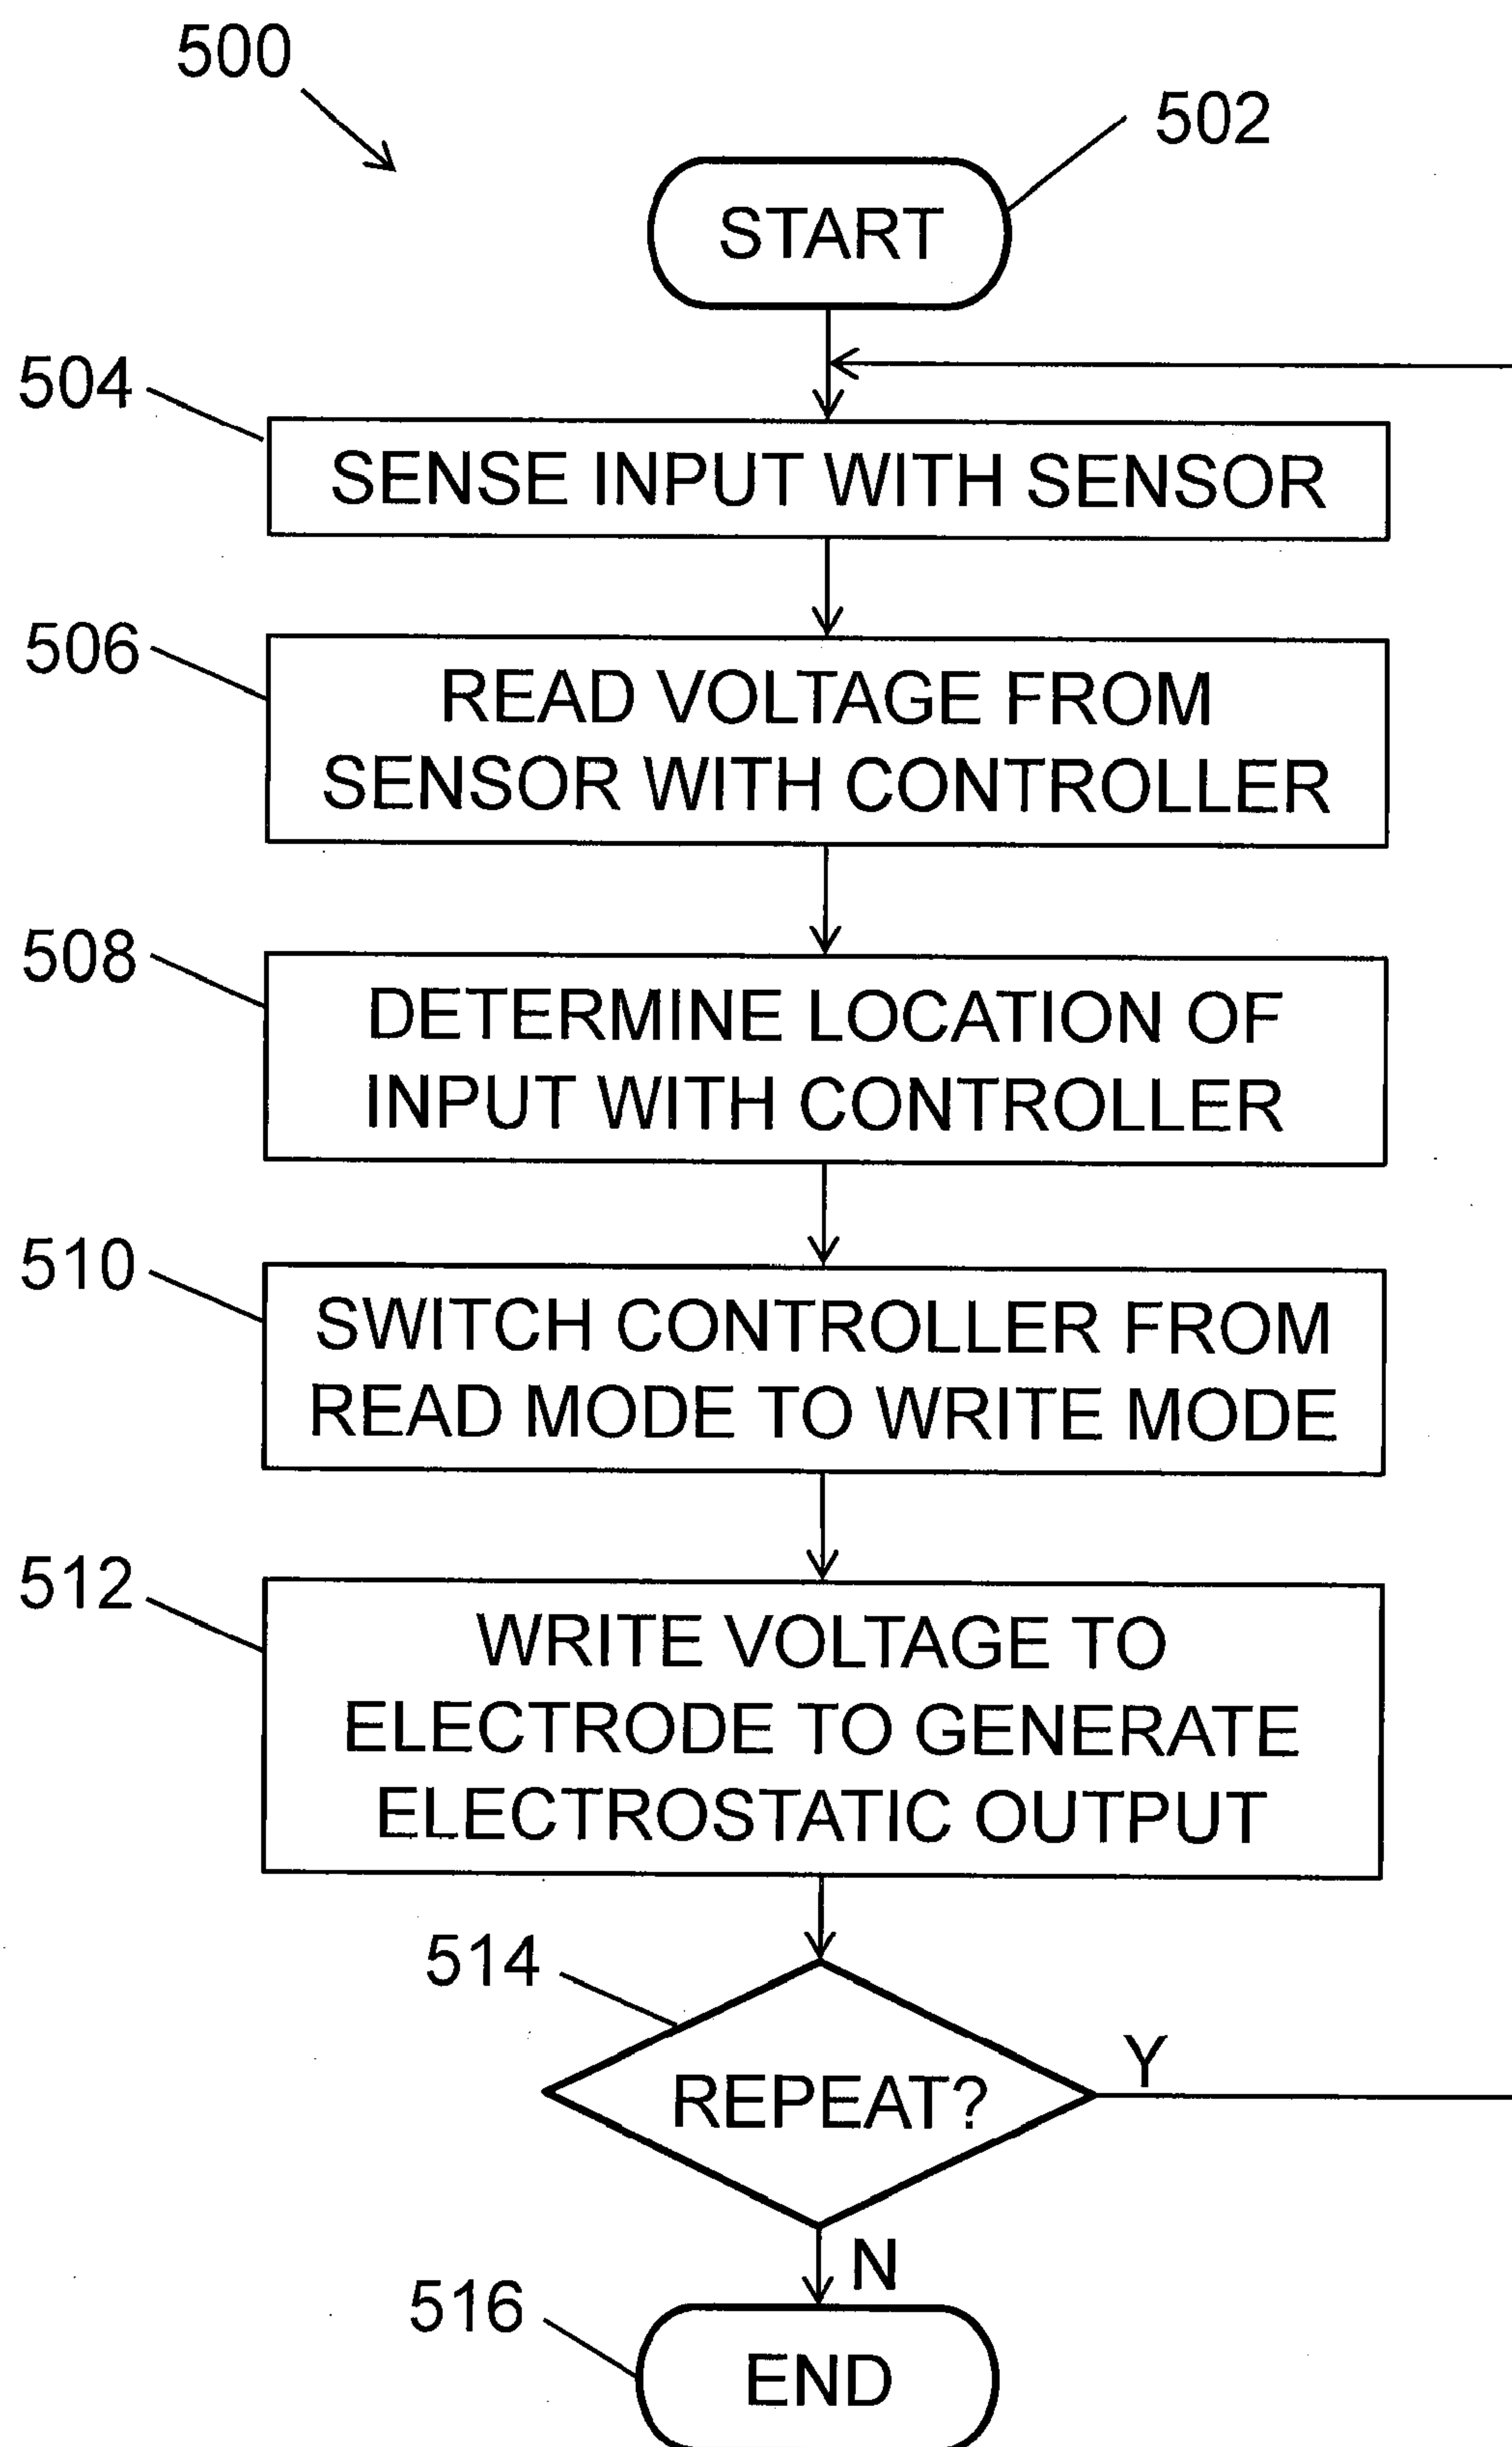 500
502
START
504
SENSE INPUT WITH SENSOR
506
READ VOLTAGE FROM
SENSOR WITH CONTROLLER
508
DETERMINE LOCATION OF
INPUT WITH CONTROLLER
510
SWITCH CONTROLLER FROM
READ MODE TO WRITE MODE
512
WRITE VOLTAGE TO
ELECTRODE TO GENERATE
ELECTROSTATIC OUTPUT
514
REPEAT?
Y
N
516
END